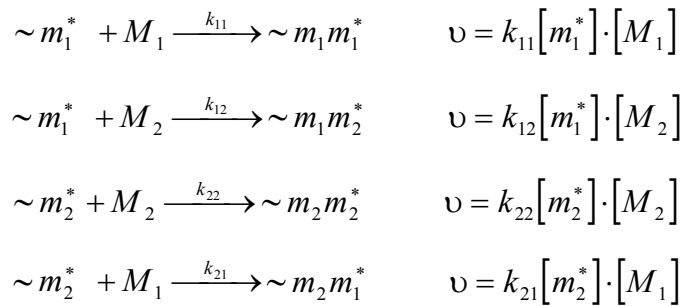 ~ m₁* + M₁ —k₁₁→ ~ m₁m₁* υ = k₁₁[m₁*]·[M₁]
~ m₁* + M₂ —k₁₂→ ~ m₁m₂* υ = k₁₂[m₁*]·[M₂]
~ m₂* + M₂ —k₂₂→ ~ m₂m₂* υ = k₂₂[m₂*]·[M₂]
~ m₂* + M₁ —k₂₁→ ~ m₂m₁* υ = k₂₁[m₂*]·[M₁]